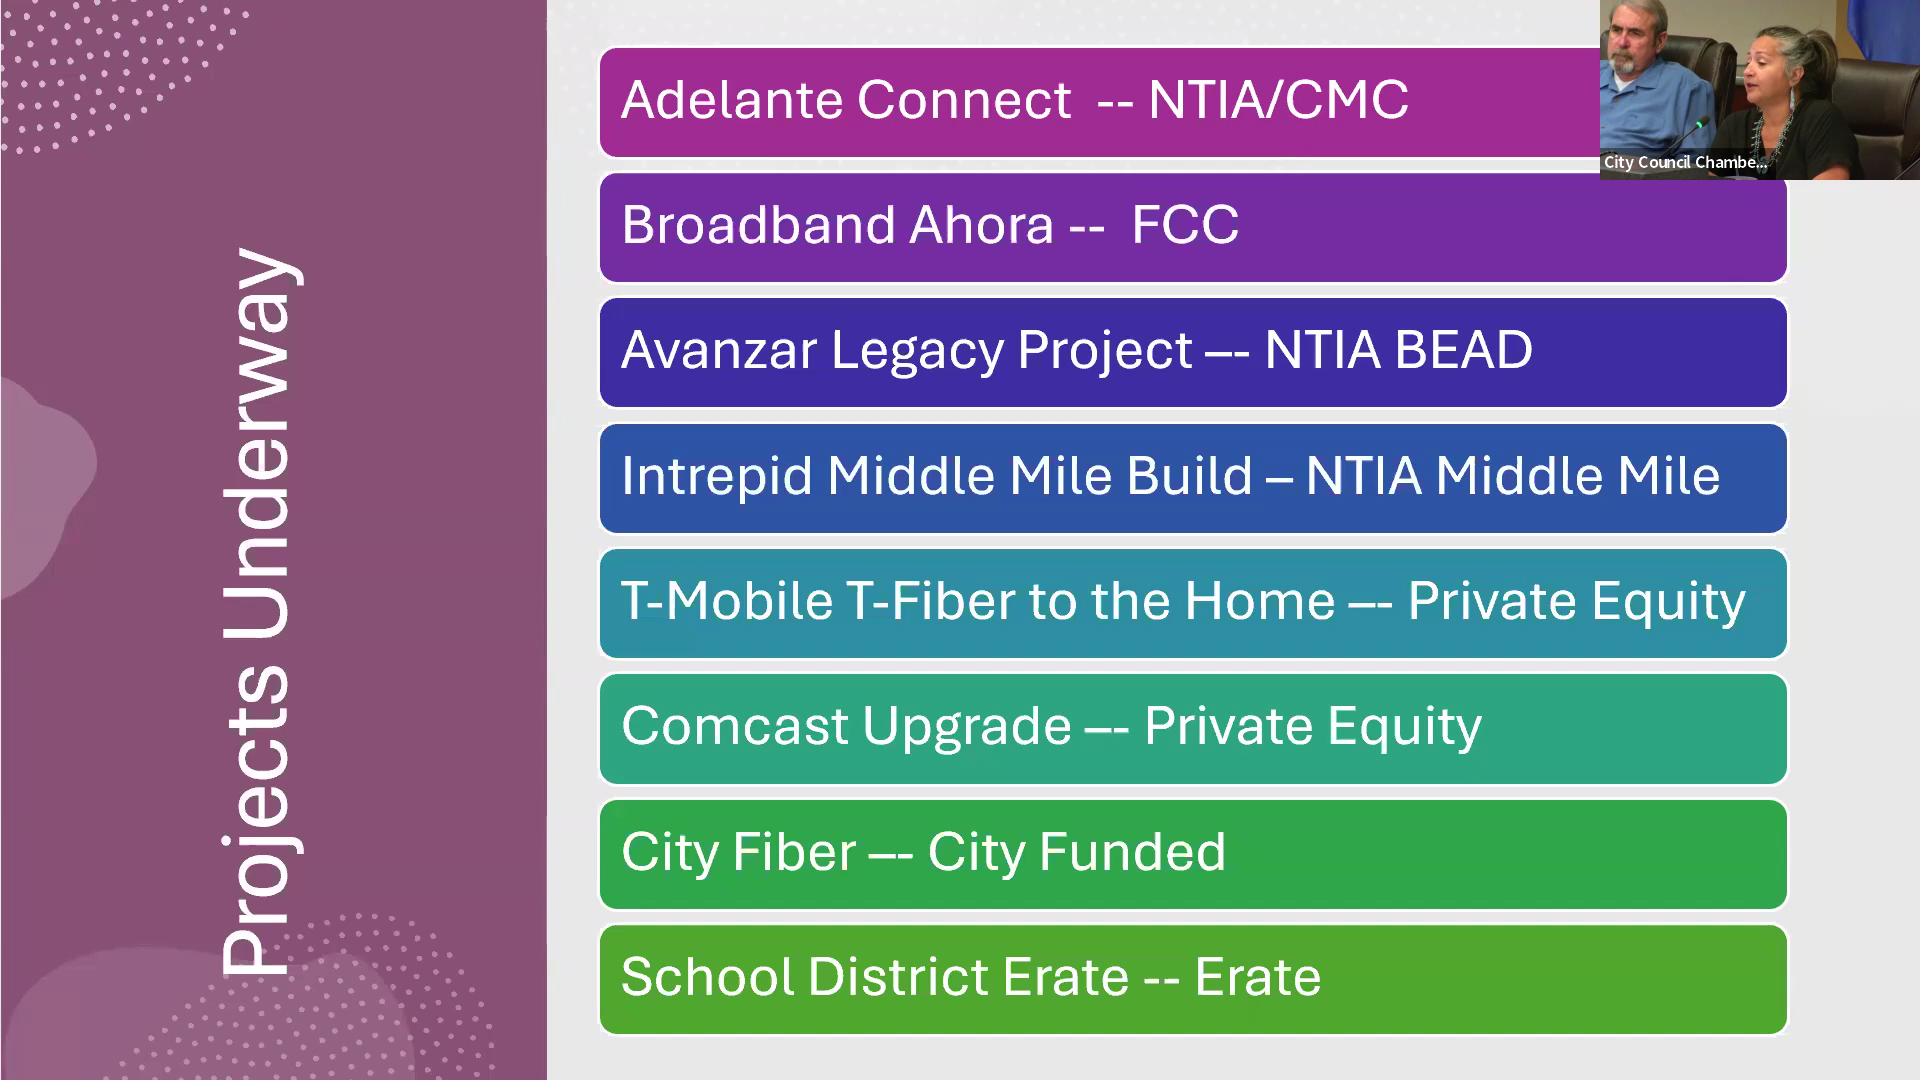 Projects Underway
Adelante Connect -- NTIA/CMC
Broadband Ahora -- FCC
Avanzar Legacy Project –- NTIA BEAD
Intrepid Middle Mile Build – NTIA Middle Mile
T-Mobile T-Fiber to the Home –- Private Equity
Comcast Upgrade –- Private Equity
City Fiber –- City Funded
School District Erate -- Erate
City Council Chambe...